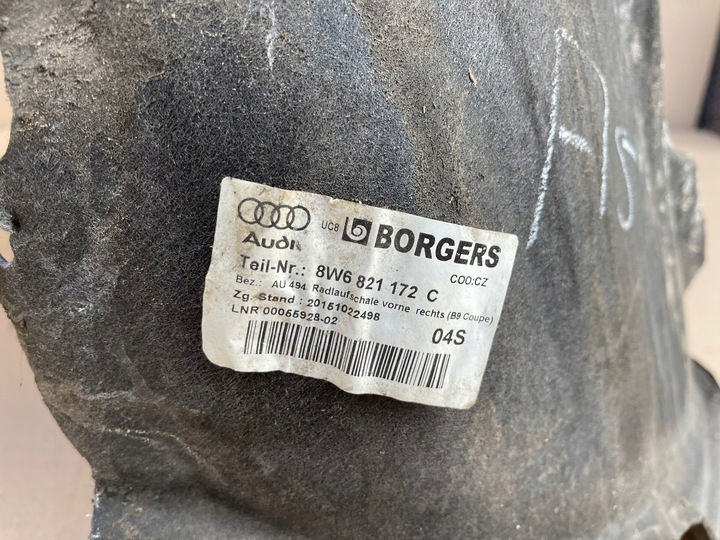 A5
UC8 BORGERS
Audi
COO:CZ
Teil-Nr.: 8W6 821 172 C
Bez.: AU 494 Radlaufschale vorne rechts (B9 Coupe)
Zg. Stand : 20151022498
LNR 00055928-02
04S